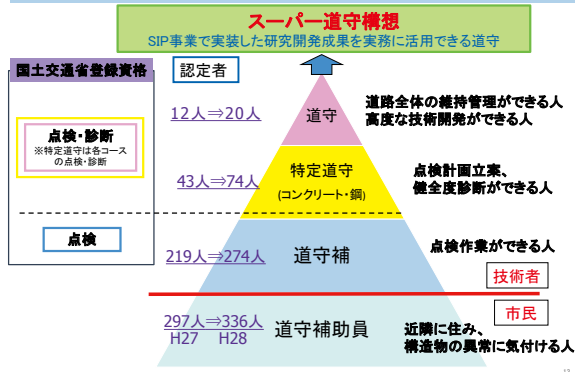 スーパー道守構想
SIP事業で実装した研究開発成果を実務に活用できる道守
国土交通省登録資格
認定者
点検・診断
※特定道守は各コース
の点検・診断
点検
12人⇒20人
道守
道路全体の維持管理ができる人
高度な技術開発ができる人
43人⇒74人
特定道守
(コンクリート・鋼)
点検計画立案、
健全度診断ができる人
219人⇒274人
道守補
点検作業ができる人
技術者
市民
297人⇒336人
H27 H28
道守補助員
近隣に住み、
構造物の異常に気付ける人